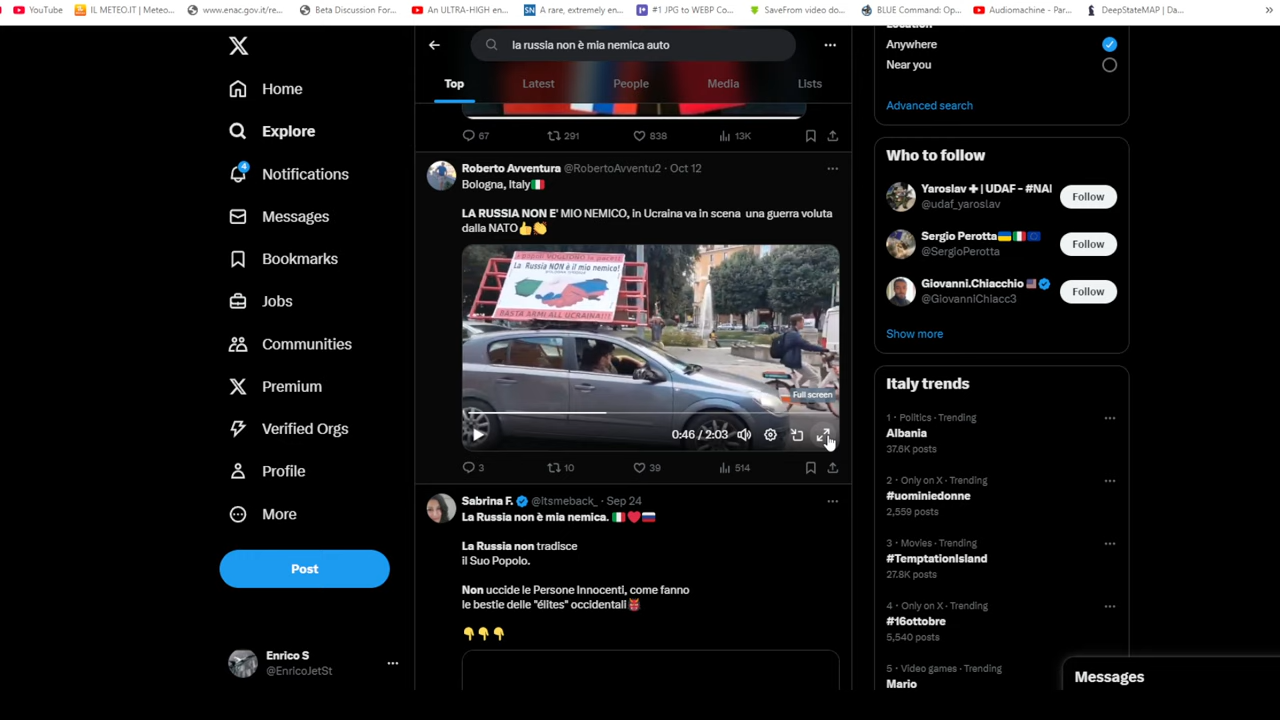 YouTube
IL METEO.IT | Meteo...
www.enac.gov.it/re...
Beta Discussion For...
An ULTRA-HIGH en...
A rare, extremely en...
#1 JPG to WEBP Co...
SaveFrom video do...
BLUE Command: Op...
Audiomachine - Par...
DeepStateMAP | Da...
la russia non è mia nemica auto
Top
Latest
People
Media
Lists
Home
Explore
4
Notifications
Messages
Bookmarks
Jobs
Communities
Premium
Verified Orgs
Profile
More
Post
Enrico S
@EnricoJetSt
67
291
838
13K
Roberto Avventura @RobertoAvventu2 · Oct 12
Bologna, Italy🇮🇹
LA RUSSIA NON E' MIO NEMICO, in Ucraina va in scena una guerra voluta
dalla NATO👍👏
La Russia NON è il mio nemico!
BASTA ARMI ALL'UCRAINA!!!
Full screen
0:46 / 2:03
3
10
39
514
Sabrina F. @itsmeback_ · Sep 24
La Russia non è mia nemica. 🇮🇹❤️🇷🇺
La Russia non tradisce
il Suo Popolo.
Non uccide le Persone Innocenti, come fanno
le bestie delle "élites" occidentali👹
👇👇👇
Location
Anywhere
Near you
Advanced search
Who to follow
Yaroslav ✚ | UDAF - #NA
@udaf_yaroslav
Follow
Sergio Perotta🇺🇦🇮🇹🇪🇺
@SergioPerotta
Follow
Giovanni.Chiacchio 🇺🇸
@GiovanniChiacc3
Follow
Show more
Italy trends
1 · Politics · Trending
Albania
37.6K posts
2 · Only on X · Trending
#uominiedonne
2,559 posts
3 · Movies · Trending
#TemptationIsland
27.8K posts
4 · Only on X · Trending
#16ottobre
5,540 posts
5 · Video games · Trending
Mario
Messages